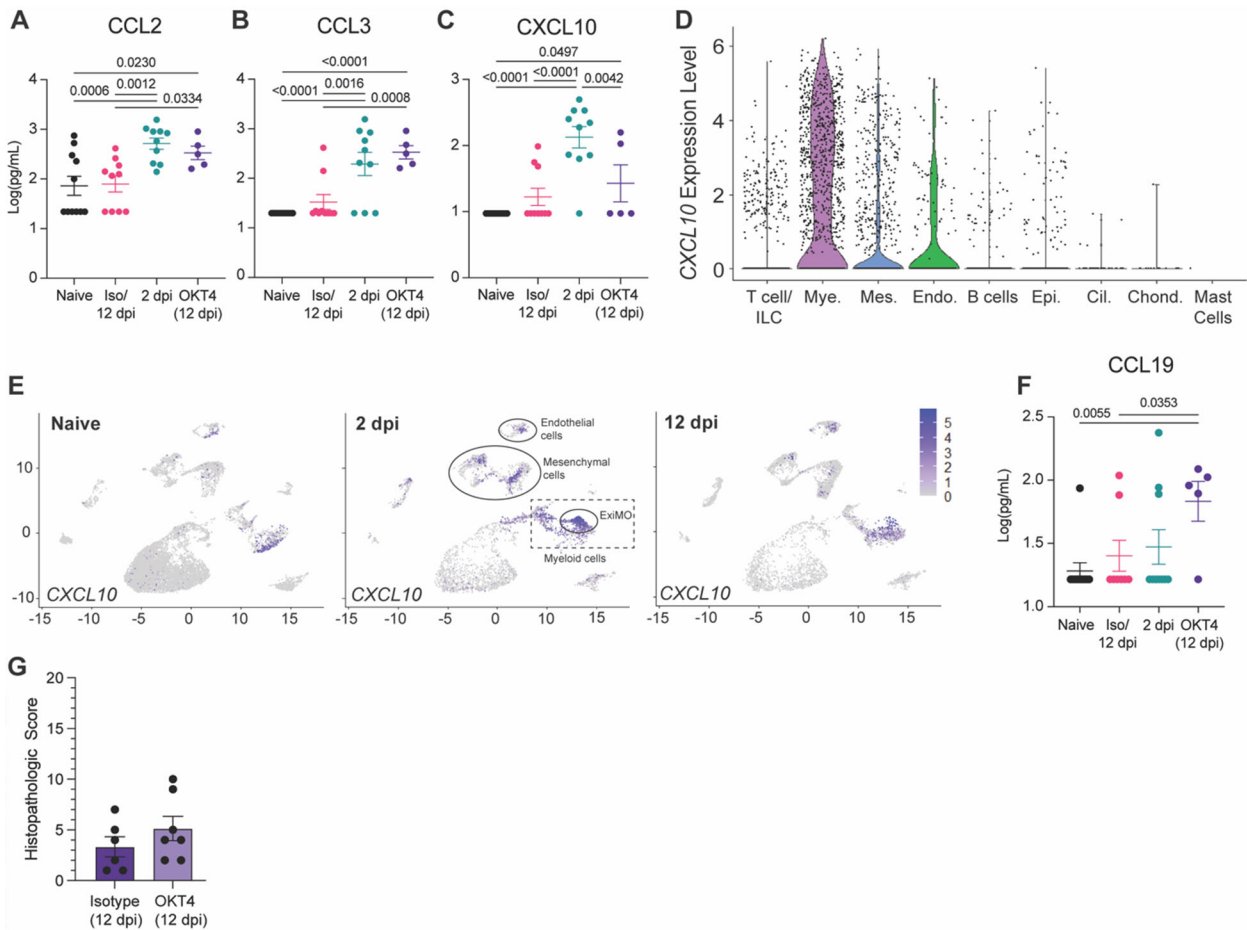 A
CCL2
0.0230
0.0012
0.0006
0.0334
Log(pg/mL)
4
3
2
1
0
Naive
Iso/
12 dpi
2 dpi
OKT4
(12 dpi)
B
CCL3
<0.0001
0.0016
<0.0001
0.0008
4
3
2
1
0
Naive
Iso/
12 dpi
2 dpi
OKT4
(12 dpi)
C
CXCL10
0.0497
<0.0001
<0.0001
0.0042
3
2
1
0
Naive
Iso/
12 dpi
2 dpi
OKT4
(12 dpi)
D
CXCL10 Expression Level
6
4
2
0
T cell/
ILC
Mye.
Mes.
Endo.
B cells
Epi.
Cil.
Chond.
Mast
Cells
E
Naive
10
0
-10
CXCL10
-15 -10 -5 0 5 10 15
2 dpi
Endothelial
cells
Mesenchymal
cells
ExiMO
Myeloid cells
CXCL10
-15 -10 -5 0 5 10 15
12 dpi
5
4
3
2
1
0
CXCL10
-15 -10 -5 0 5 10 15
F
CCL19
0.0353
0.0055
Log(pg/mL)
2.5
2.0
1.5
1.0
Naive
Iso/
12 dpi
2 dpi
OKT4
(12 dpi)
G
Histopathologic Score
20
15
10
5
0
Isotype
(12 dpi)
OKT4
(12 dpi)